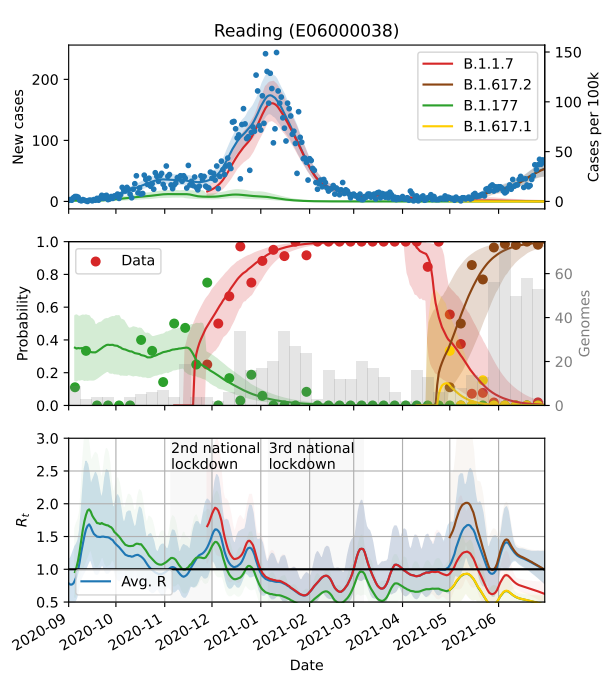 Reading (E06000038)
New cases
200
100
0
B.1.1.7
B.1.617.2
B.1.177
B.1.617.1
150
100
50
0
Cases per 100k
Probability
1.0
0.8
0.6
0.4
0.2
0.0
Data
60
40
20
0
Genomes
Rt
3.0
2.5
2.0
1.5
1.0
0.5
2nd national
lockdown
3rd national
lockdown
Avg. R
2020-09
2020-10
2020-11
2020-12
2021-01
2021-02
2021-03
2021-04
2021-05
2021-06
Date